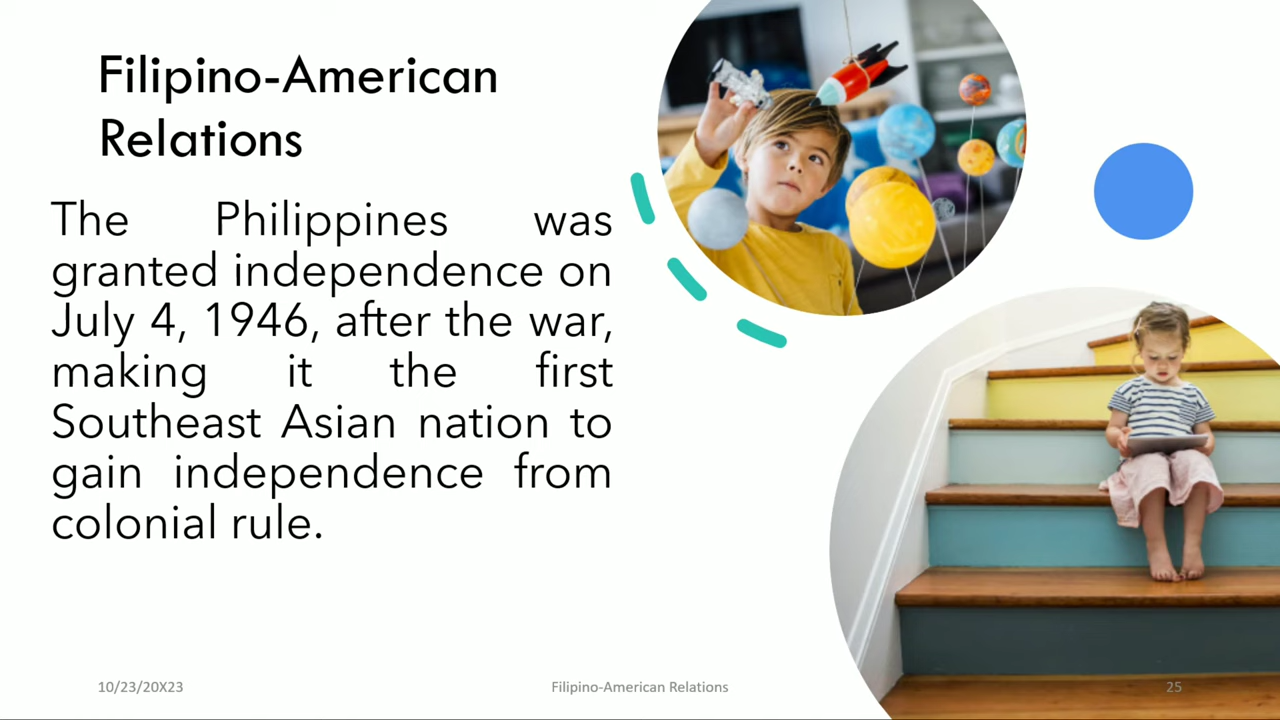 Filipino-American
Relations
The Philippines was
granted independence on
July 4, 1946, after the war,
making it the first
Southeast Asian nation to
gain independence from
colonial rule.
10/23/20X23
Filipino-American Relations
25